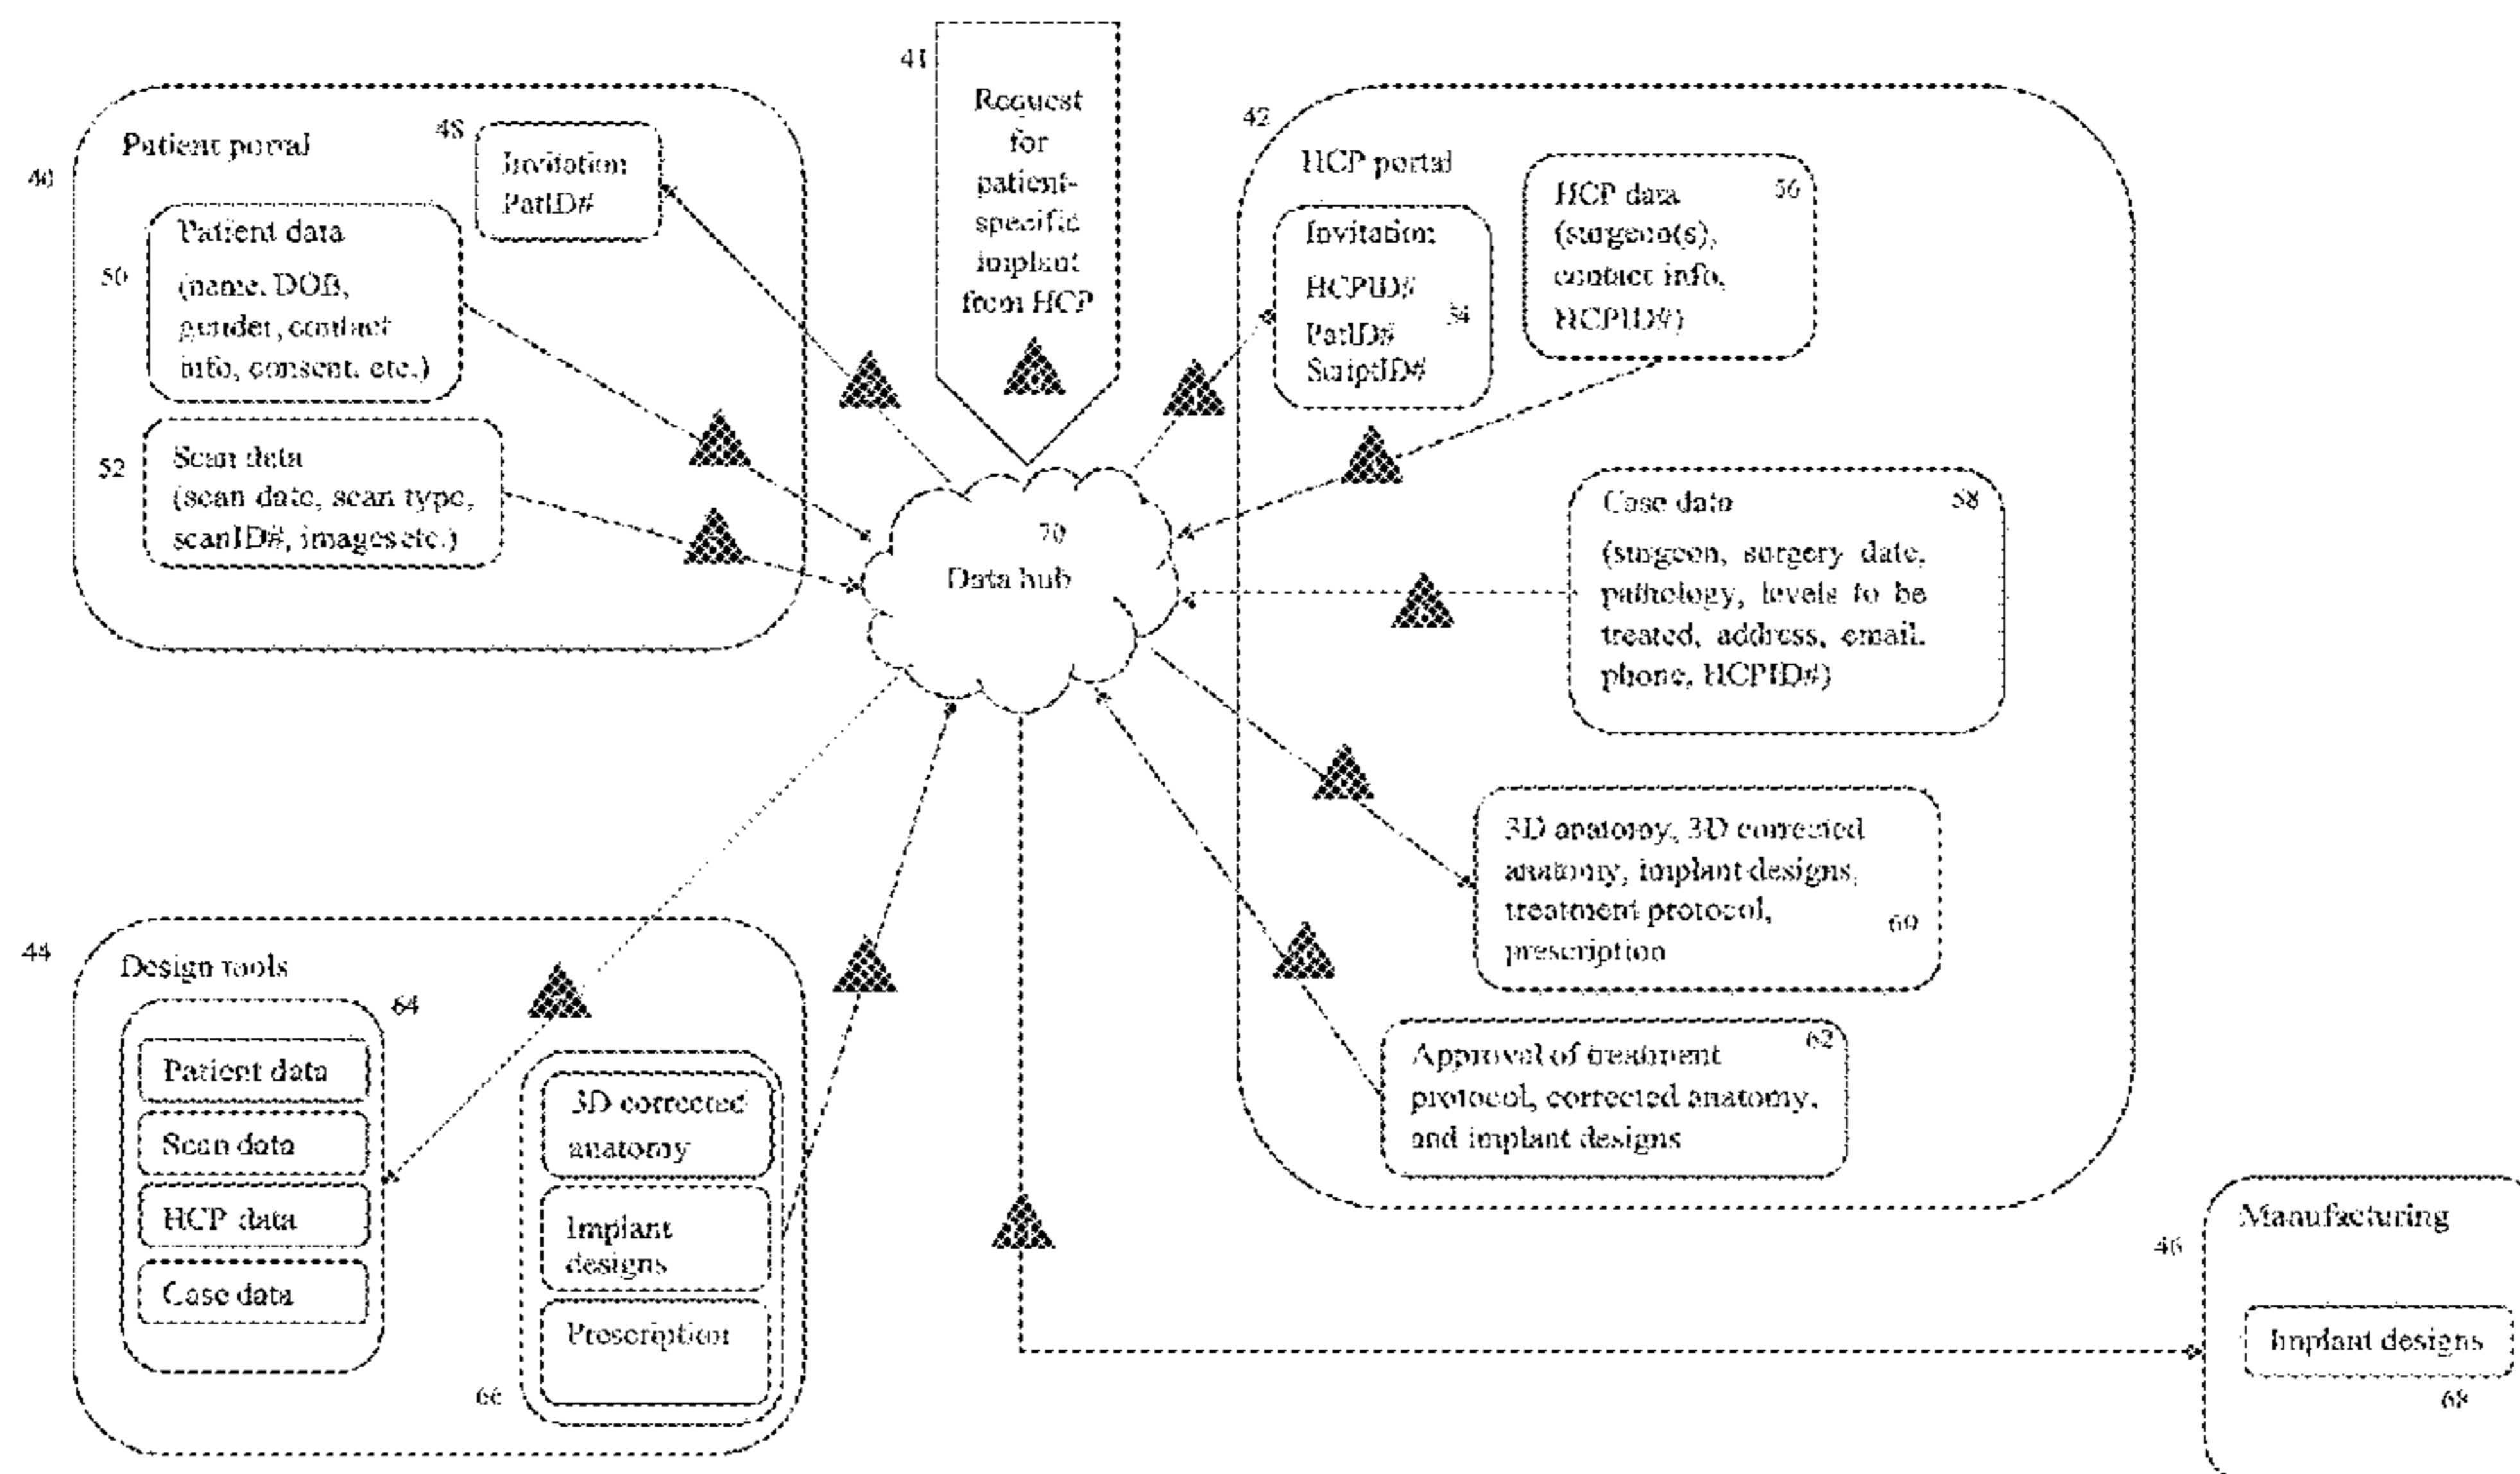 41
Request
for
patient-
specific
implant
from HCP
40
Patient portal
48
Invitation
PatID#
50
Patient data
(name, DOB,
gender, contact
info, consent, etc.)
52
Scan data
(scan date, scan type,
scanID#, images etc.)
42
HCP portal
Invitation
HCPID#
54
PatID#
ScriptID#
56
HCP data
(surgeon(s),
contact info,
HCPID#)
58
Case data
(surgeon, surgery date,
pathology, levels to be
treated, address, email,
phone, HCPID#)
70
Data hub
3D anatomy, 3D corrected
anatomy, implant designs,
treatment protocol,
60
prescription
62
Approval of treatment
protocol, corrected anatomy,
and implant designs
44
Design tools
64
Patient data
Scan data
HCP data
Case data
3D corrected
anatomy
Implant
designs
Prescription
66
46
Manufacturing
Implant designs
68